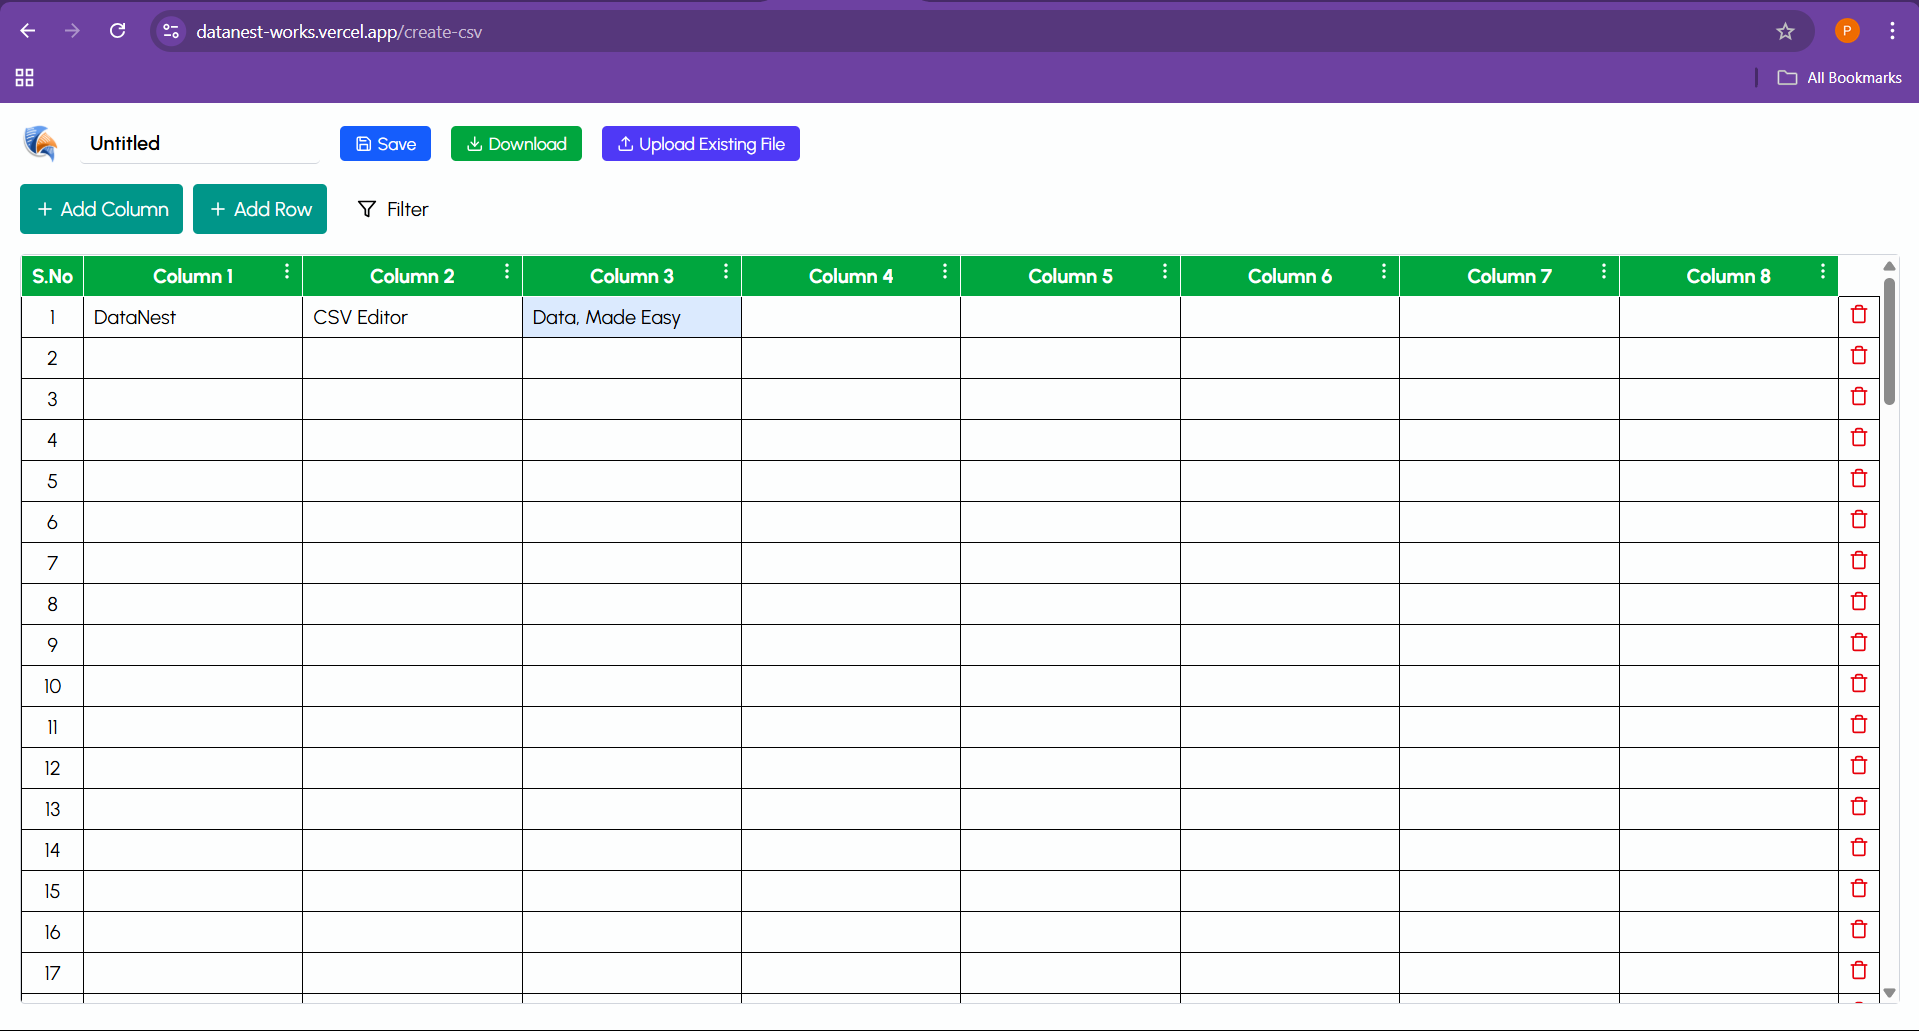 datanest-works.vercel.app/create-csv
P
All Bookmarks
Untitled
Save
Download
Upload Existing File
+ Add Column
+ Add Row
Filter
S.No Column 1 Column 2 Column 3 Column 4 Column 5 Column 6 Column 7 Column 8
1 DataNest CSV Editor Data, Made Easy
2
3
4
5
6
7
8
9
10
11
12
13
14
15
16
17